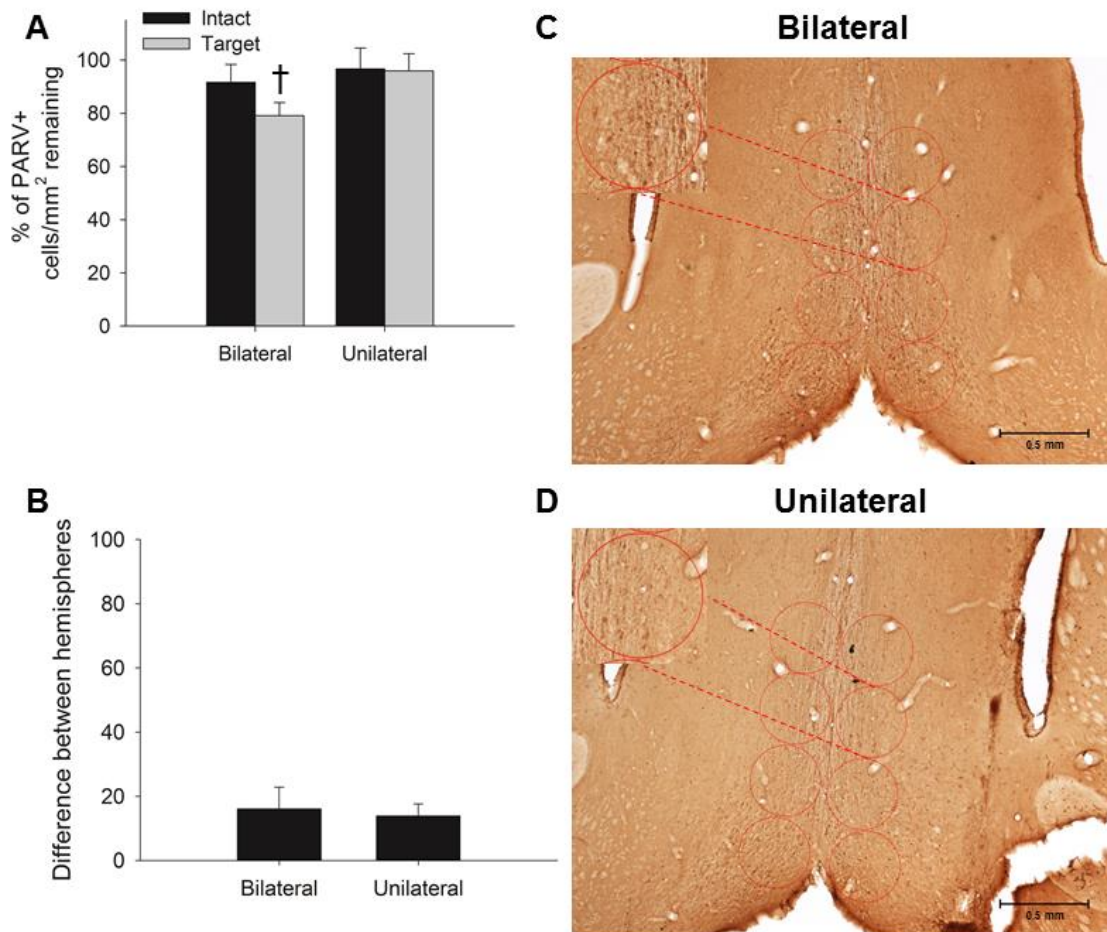 A
Intact
Target
% of PARV+
cells/mm² remaining
100
80
60
40
20
0
†
Bilateral
Unilateral
B
Difference between hemispheres
100
80
60
40
20
0
Bilateral
Unilateral
C
Bilateral
0.5 mm
D
Unilateral
0.5 mm